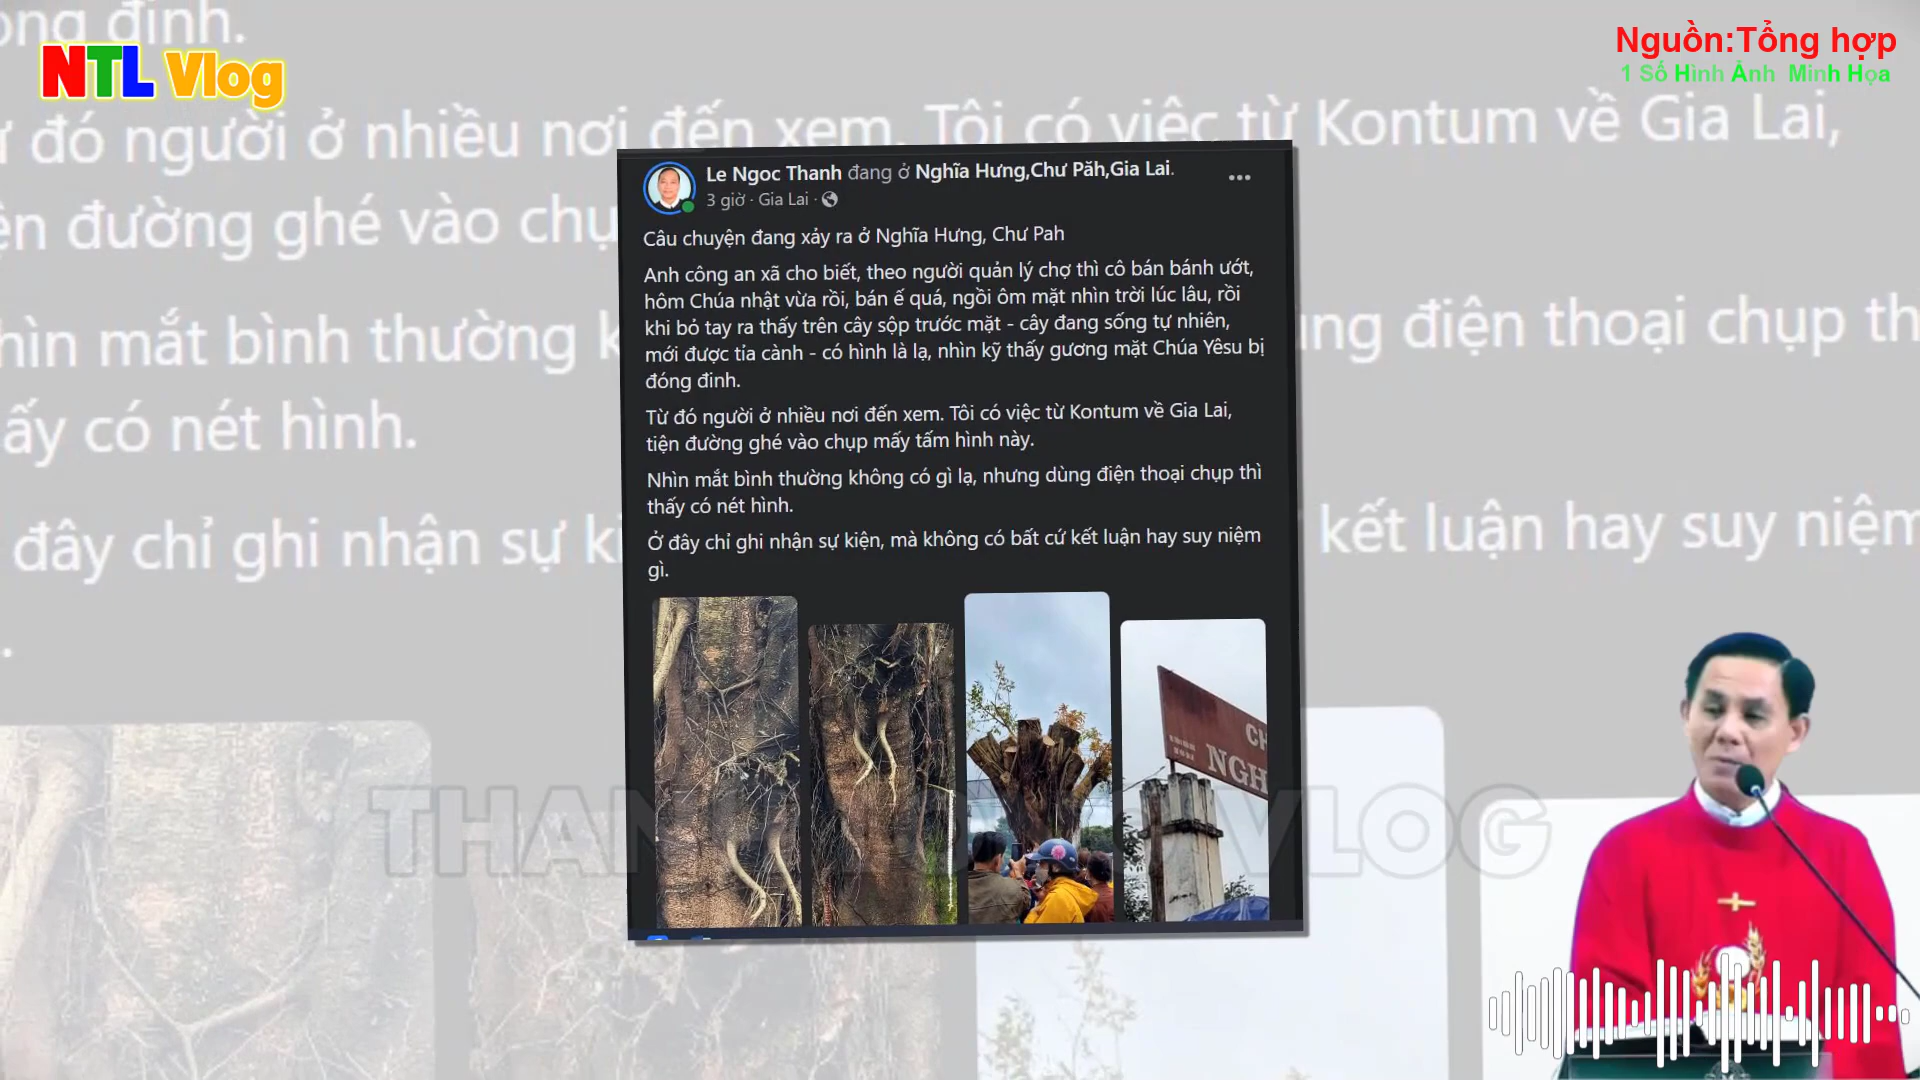 ong đinh.
NTL Vlog
Nguồn:Tổng hợp
1 Số Hình Ảnh Minh Họa
ừ đó người ở nhiều nơi đến xem. Tôi có việc từ Kontum về Gia Lai,
ện đường ghé vào chụ
hìn mắt bình thường k
ùng điện thoại chụp th
ấy có nét hình.
đây chỉ ghi nhận sự ki
kết luận hay suy niệm
.
Le Ngoc Thanh đang ở Nghĩa Hưng,Chư Păh,Gia Lai.
3 giờ · Gia Lai ·
Câu chuyện đang xảy ra ở Nghĩa Hưng, Chư Pah
Anh công an xã cho biết, theo người quản lý chợ thì cô bán bánh ướt,
hôm Chúa nhật vừa rồi, bán ế quá, ngồi ôm mặt nhìn trời lúc lâu, rồi
khi bỏ tay ra thấy trên cây sộp trước mặt - cây đang sống tự nhiên,
mới được tỉa cành - có hình là lạ, nhìn kỹ thấy gương mặt Chúa Yêsu bị
đóng đinh.
Từ đó người ở nhiều nơi đến xem. Tôi có việc từ Kontum về Gia Lai,
tiện đường ghé vào chụp mấy tấm hình này.
Nhìn mắt bình thường không có gì lạ, nhưng dùng điện thoại chụp thì
thấy có nét hình.
Ở đây chỉ ghi nhận sự kiện, mà không có bất cứ kết luận hay suy niệm
gì.
CH
NGH
THAN VLOG